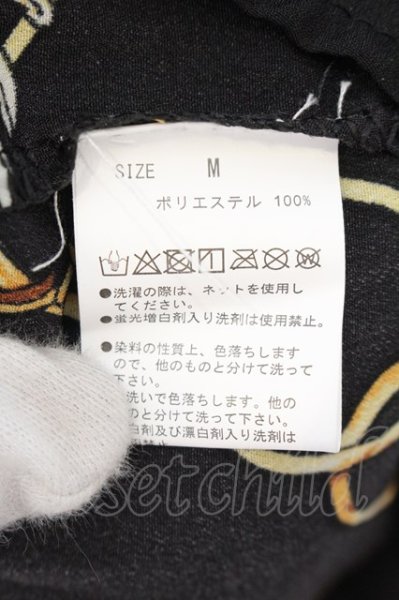 SIZE M
ポリエステル 100%
●洗濯の際は、ネットを使用し
てください。
●蛍光増白剤入り洗剤は使用禁止。
●染料の性質上、色落ちします
ので、他のものと分けて洗って
下さい。
洗いで色落ちします。他の
と分けて洗って下さい。
白剤及び漂白剤入り洗剤は
closet child